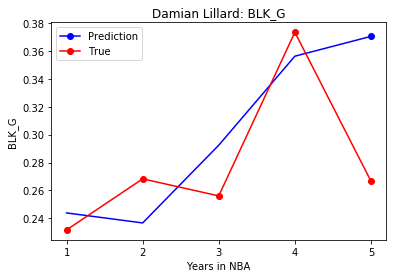 Damian Lillard: BLK_G
Prediction
True
BLK_G
0.38
0.36
0.34
0.32
0.30
0.28
0.26
0.24
1 2 3 4 5
Years in NBA